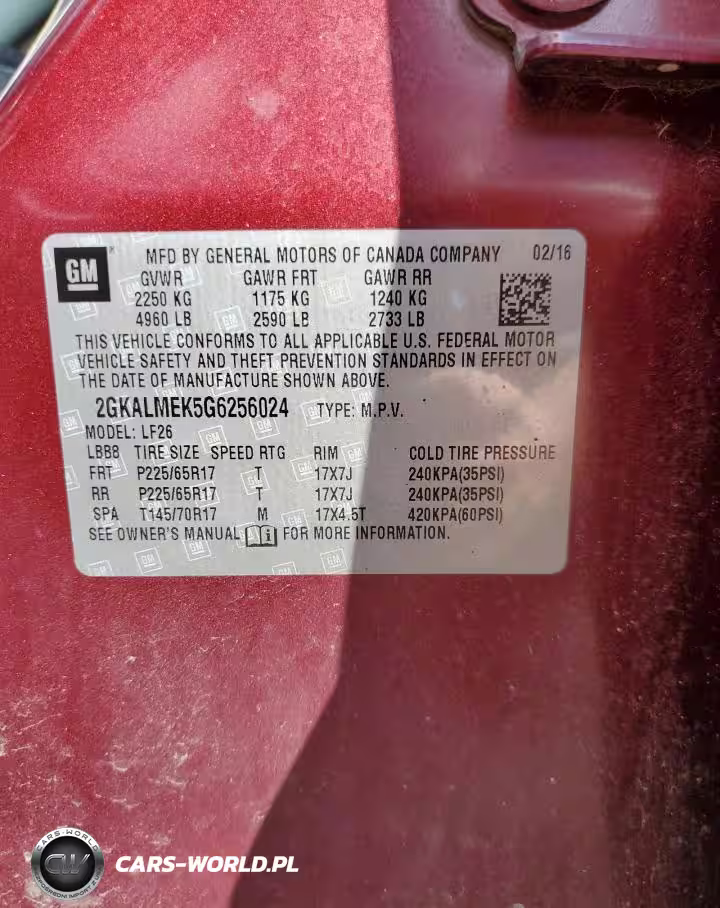 GM
MFD BY GENERAL MOTORS OF CANADA COMPANY 02/16
GVWR GAWR FRT GAWR RR
2250 KG 1175 KG 1240 KG
4960 LB 2590 LB 2733 LB
THIS VEHICLE CONFORMS TO ALL APPLICABLE U.S. FEDERAL MOTOR
VEHICLE SAFETY AND THEFT PREVENTION STANDARDS IN EFFECT ON
THE DATE OF MANUFACTURE SHOWN ABOVE.
2GKALMEK5G6256024 TYPE: M.P.V.
MODEL: LF26
LBB8 TIRE SIZE SPEED RTG RIM COLD TIRE PRESSURE
FRT P225/65R17 T 17X7J 240KPA(35PSI)
RR P225/65R17 T 17X7J 240KPA(35PSI)
SPA T145/70R17 M 17X4.5T 420KPA(60PSI)
SEE OWNER'S MANUAL FOR MORE INFORMATION.
CARS-WORLD
CW
CARS-WORLD.PL